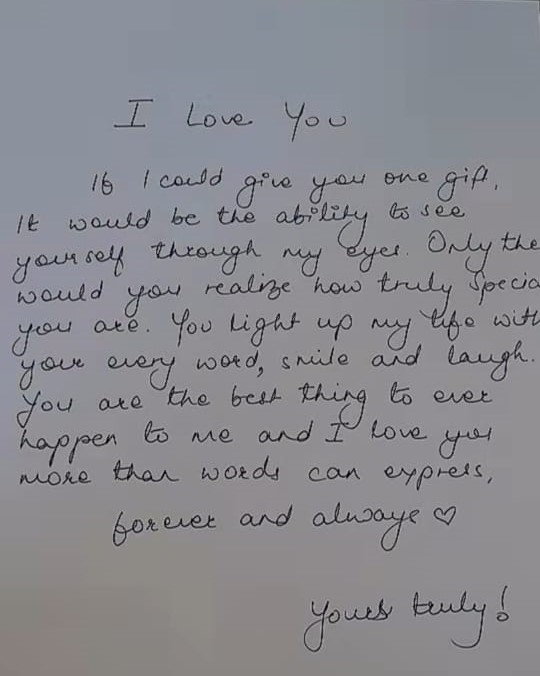 I Love You
If I could give you one gift,
It would be the ability to see
yourself through my eyes. Only the
would you realize how truly specia
you are. You light up my life with
your every word, smile and laugh.
You are the best thing to ever
happen to me and I love you
more than words can express,
forever and always ♡
Yours truly!